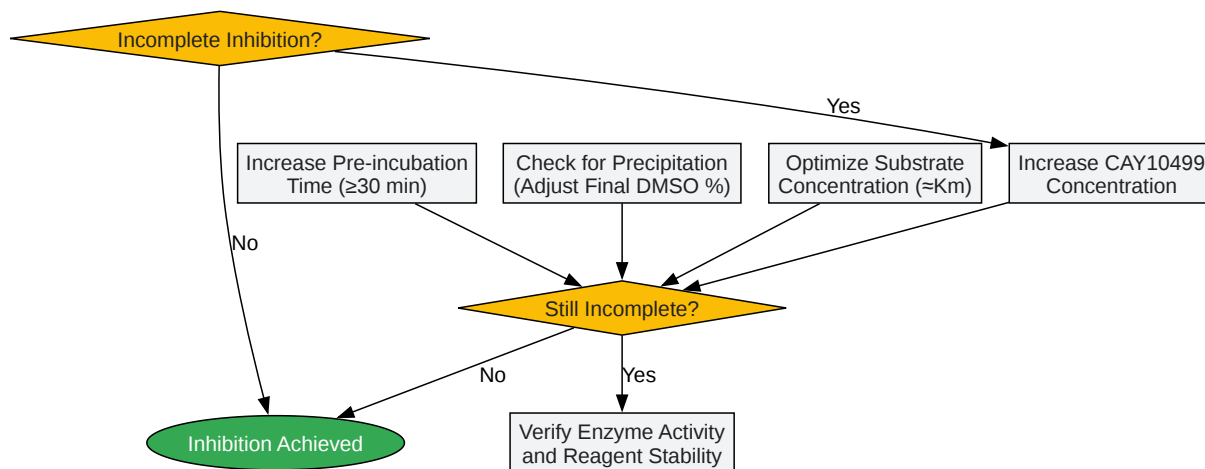 Incomplete Inhibition?
Yes
Increase Pre-incubation
Time (≥30 min)
Check for Precipitation
(Adjust Final DMSO %)
Optimize Substrate
Concentration (≈Km)
Increase CAY10499
Concentration
No
Still Incomplete?
No
Yes
Inhibition Achieved
Verify Enzyme Activity
and Reagent Stability